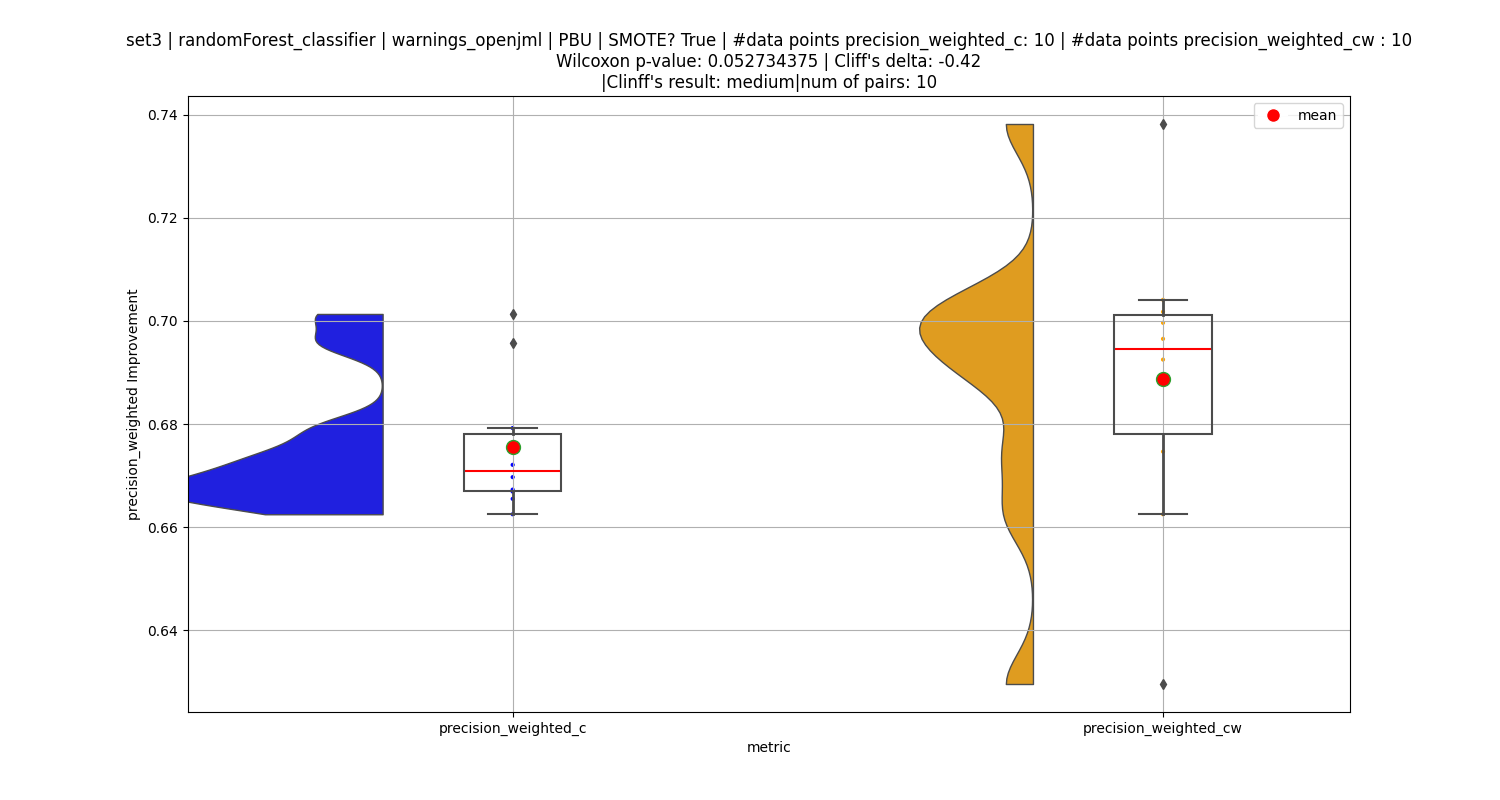 set3 | randomForest_classifier | warnings_openjml | PBU | SMOTE? True | #data points precision_weighted_c: 10 | #data points precision_weighted_cw : 10
Wilcoxon p-value: 0.052734375 | Cliff's delta: -0.42
|Clinff's result: medium|num of pairs: 10
mean
0.74
0.72
0.70
0.68
0.66
0.64
precision_weighted Improvement
precision_weighted_c
precision_weighted_cw
metric